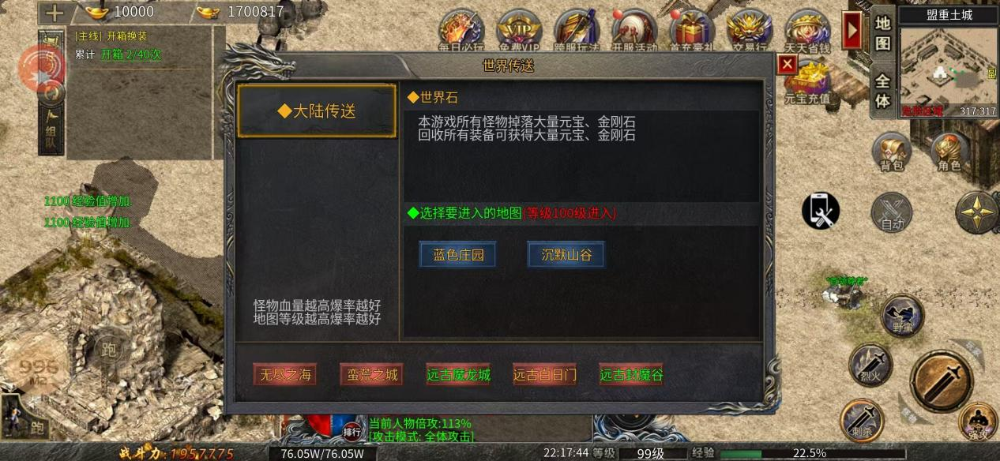 10000
1700817
[主线] 开箱换装
累计 开箱 2/40次
组队
每日必玩
免费VIP
跨服玩法
开服活动
首充豪礼
交易行
天天省钱
元宝充值
地图
全体
盟重土城
副
危险区域
317:317
世界传送
◆大陆传送
◆世界石
本游戏所有怪物掉落大量元宝、金刚石
回收所有装备可获得大量元宝、金刚石
◆选择要进入的地图(等级100级进入)
蓝色庄园
沉默山谷
怪物血量越高爆率越好
地图等级越高爆率越好
无尽之海
蛮荒之城
远古魔龙城
远古白日门
远古封魔谷
1100 经验值增加.
1100 经验值增加.
背包
角色
自动
野蛮
烈火
刺杀
强攻
跑
跑
排行
当前人物倍攻:113%
[攻击模式: 全体攻击]
战斗力:1957775
76.05W/76.05W
22:17:44
等级
99级
经验
22.5%